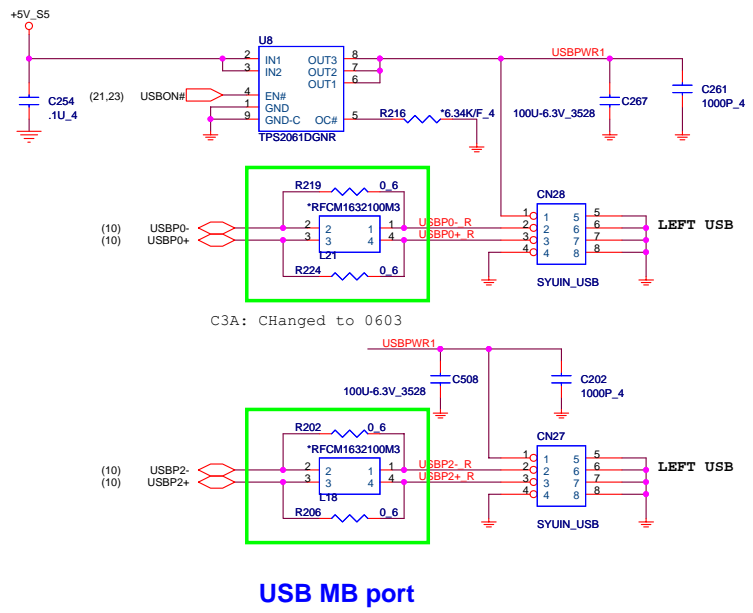 +5V_S5
U8
2 IN1 OUT3 8
3 IN2 OUT2 7
OUT1 6
USBPWR1
C254
.1U_4
(21,23) USBON# 4 EN#
1 GND
9 GND-C OC# 5
R216 *6.34K/F_4
TPS2061DGNR
100U-6.3V_3528 C267
C261
1000P_4
R219 0_6
*RFCM1632100M3
(10) USBP0- 2 2 1 1 USBP0-_R
(10) USBP0+ 3 3 4 4 USBP0+_R
L21
R224 0_6
CN28
1 1 5 5
2 2 6 6
3 3 7 7
4 4 8 8
SYUIN_USB
LEFT USB
C3A: CHanged to 0603
USBPWR1
C508
100U-6.3V_3528
C202
1000P_4
R202 0_6
*RFCM1632100M3
(10) USBP2- 2 2 1 1 USBP2-_R
(10) USBP2+ 3 3 4 4 USBP2+_R
L18
R206 0_6
CN27
1 1 5 5
2 2 6 6
3 3 7 7
4 4 8 8
SYUIN_USB
LEFT USB
USB MB port